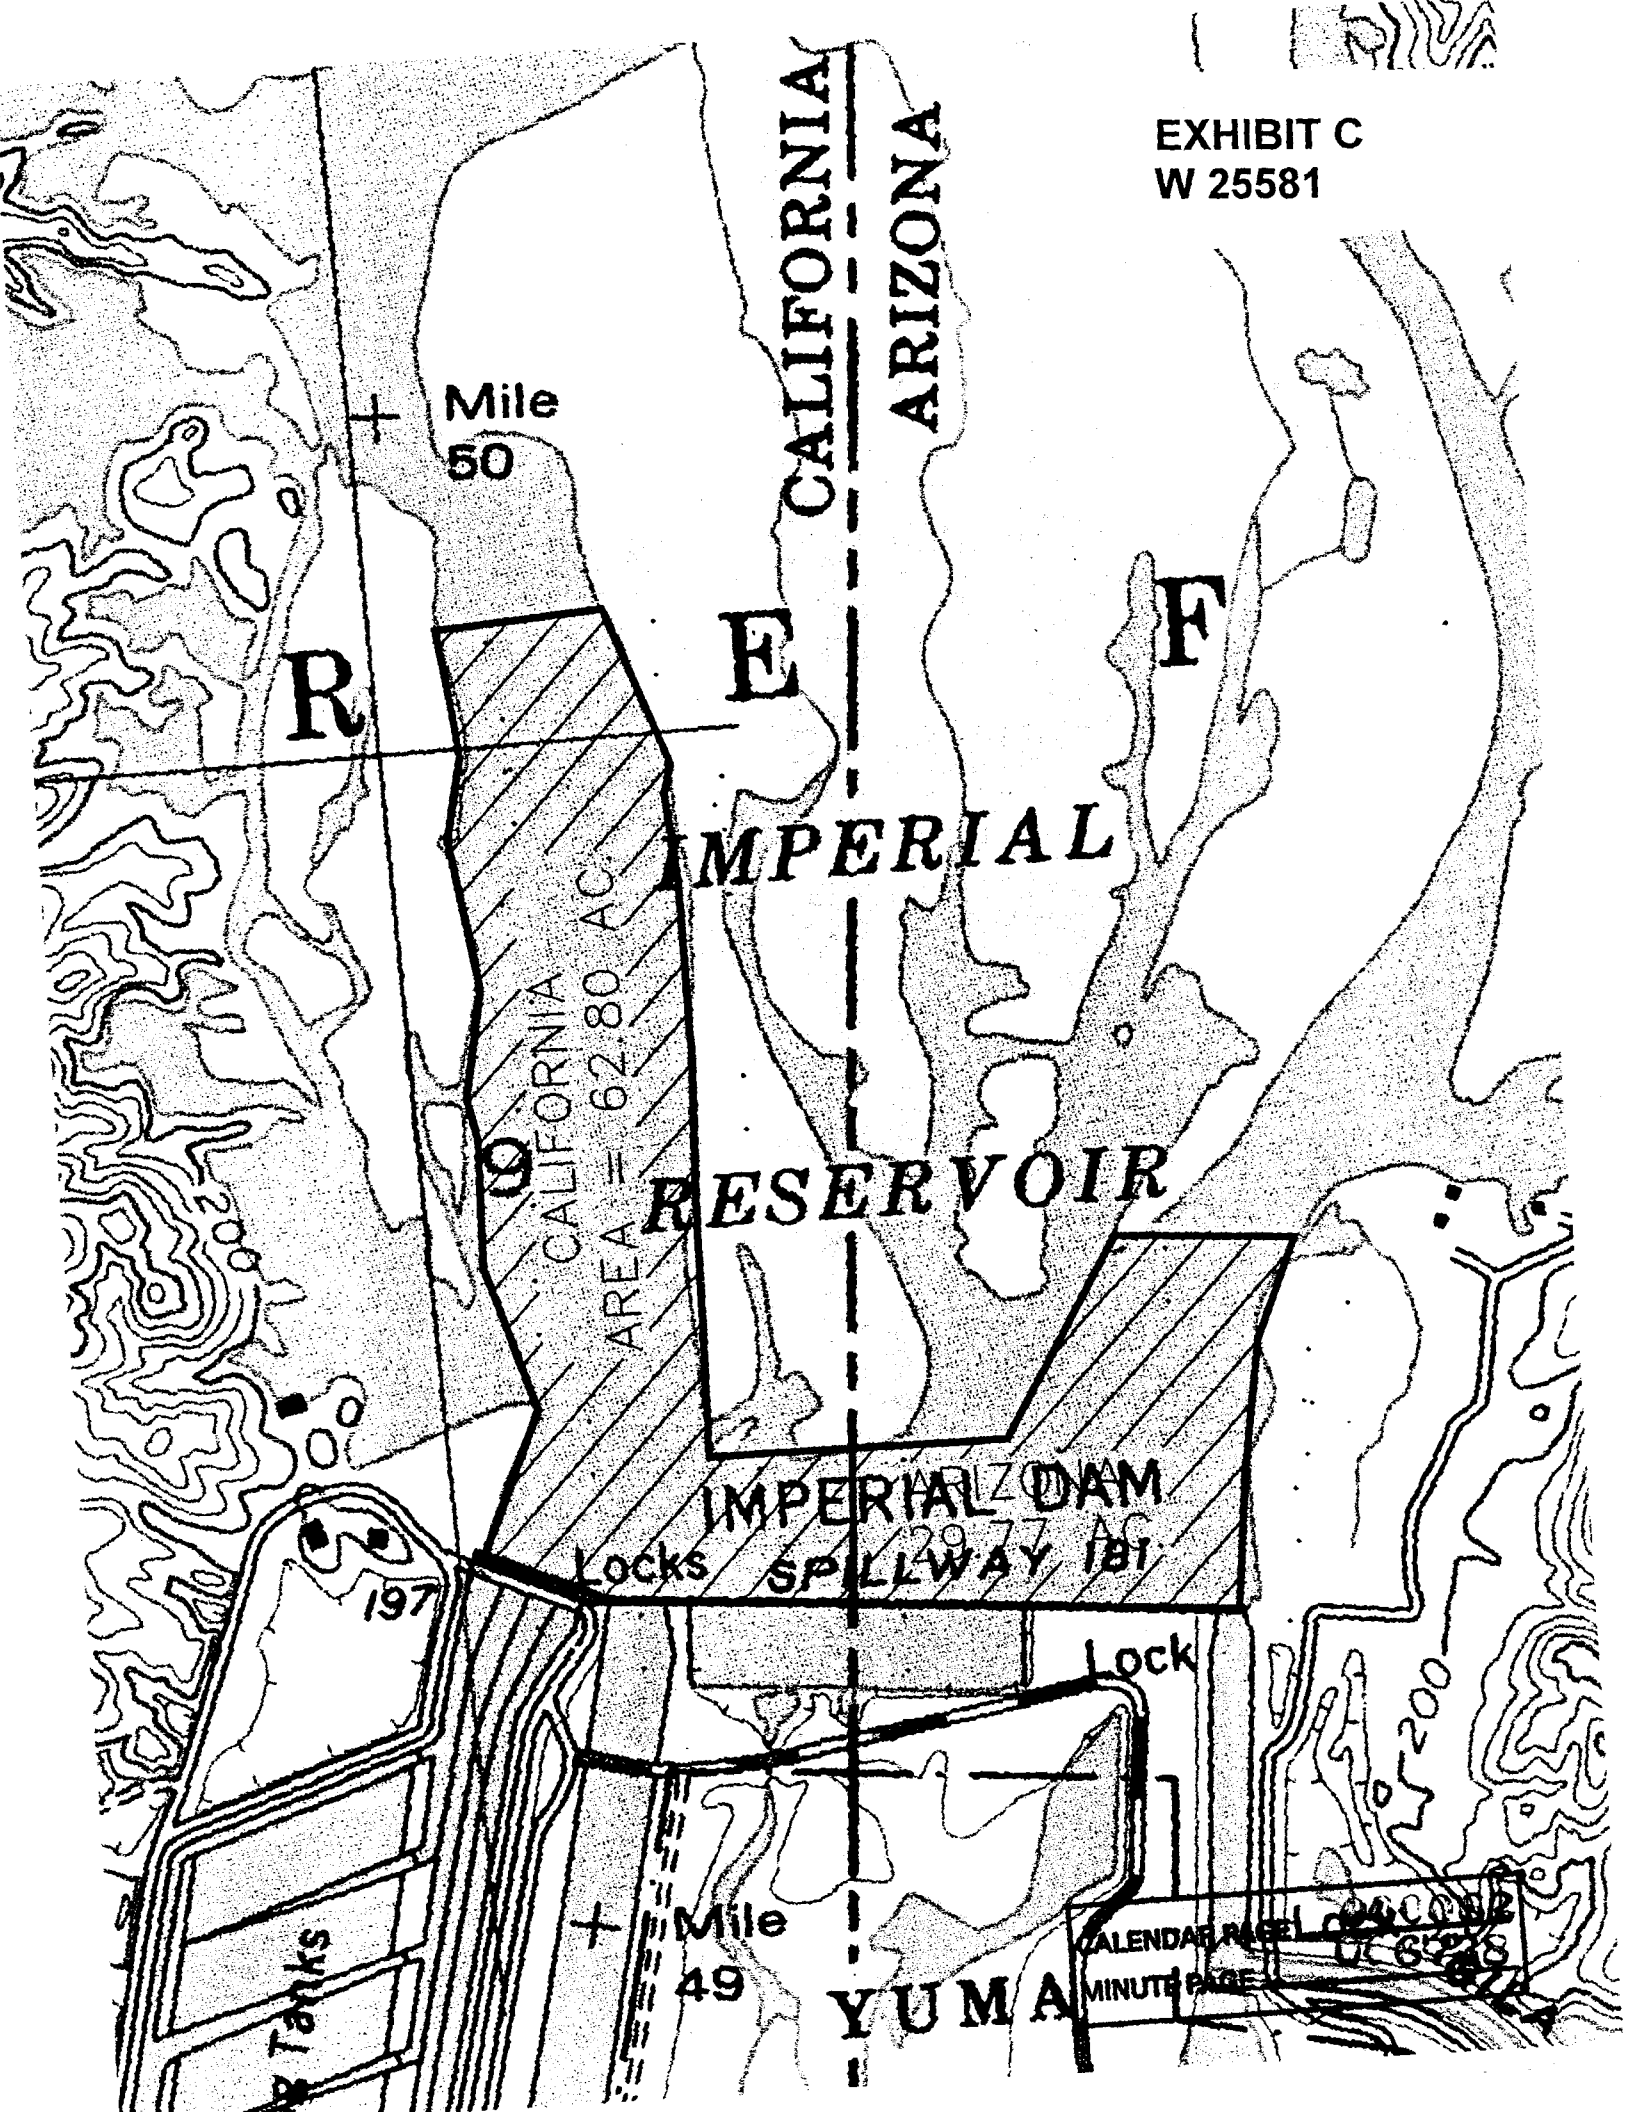 EXHIBIT C
W 25581
CALIFORNIA
ARIZONA
Mile
50
R E F
IMPERIAL
CALIFORNIA
AREA = 62.80 AC
9
RESERVOIR
200
ARIZONA
IMPERIAL DAM
29.77 AC
Locks SPILLWAY 181
197
Lock
200
Mile
49
Tanks
YUMA
CALENDAR PAGE
MINUTE PAGE